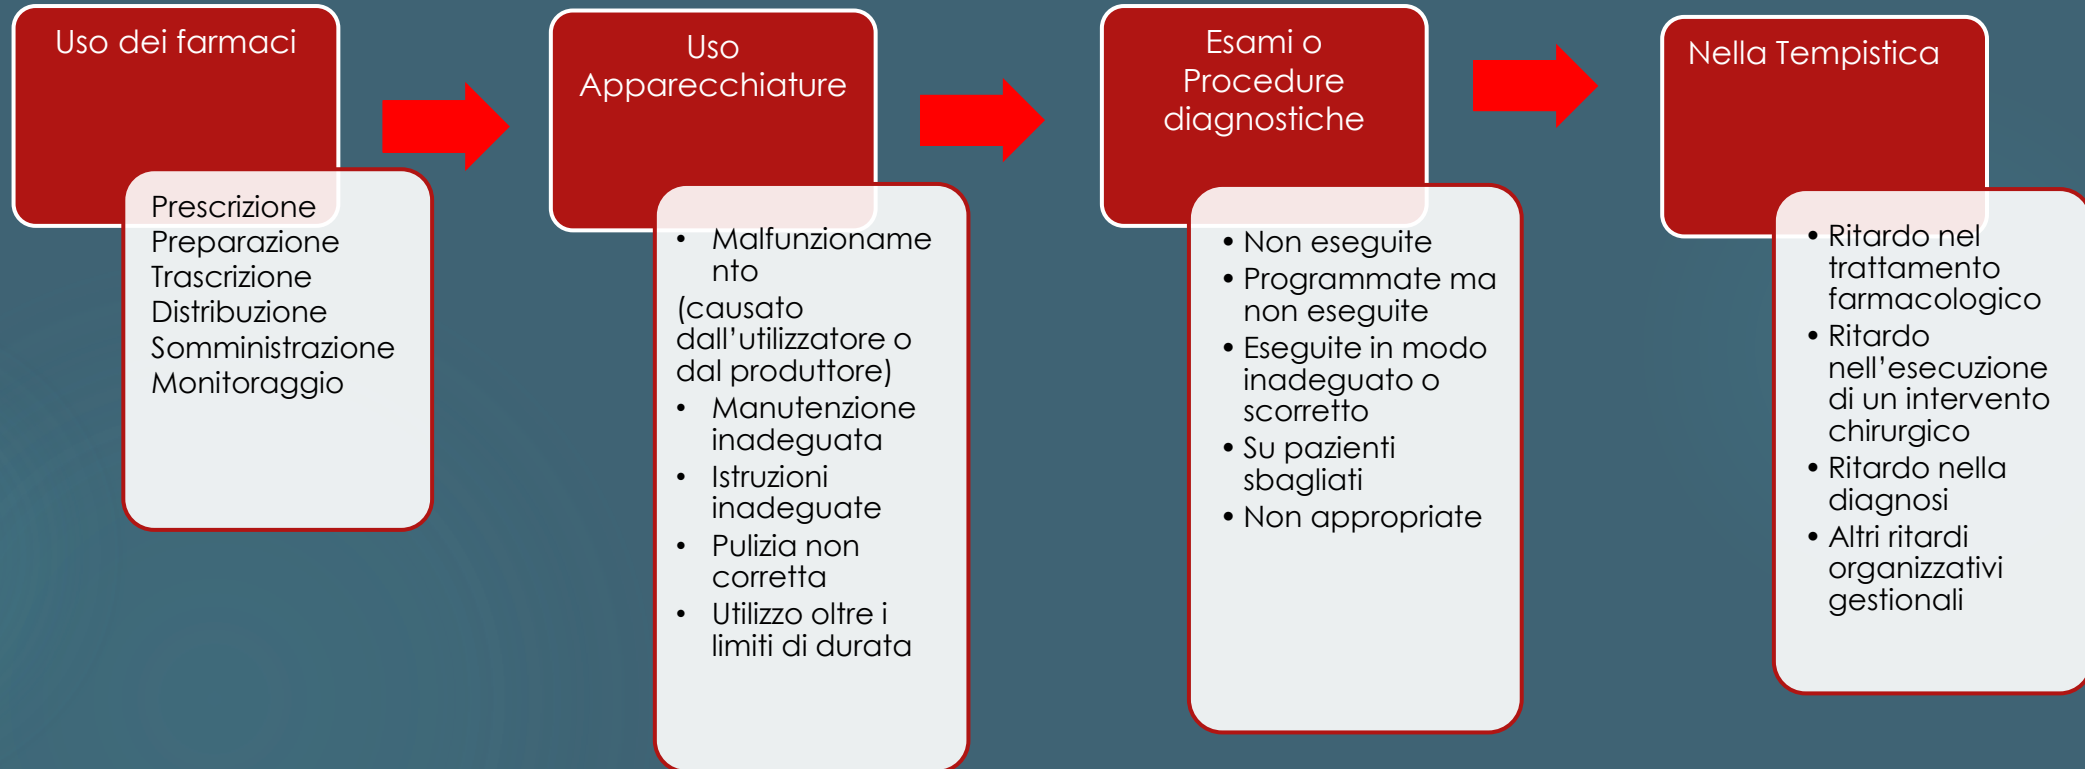 Uso dei farmaci
Prescrizione
Preparazione
Trascrizione
Distribuzione
Somministrazione
Monitoraggio
Uso
Apparecchiature
• Malfunzioname
nto
(causato
dall’utilizzatore o
dal produttore)
• Manutenzione
inadeguata
• Istruzioni
inadeguate
• Pulizia non
corretta
• Utilizzo oltre i
limiti di durata
Esami o
Procedure
diagnostiche
• Non eseguite
• Programmate ma
non eseguite
• Eseguite in modo
inadeguato o
scorretto
• Su pazienti
sbagliati
• Non appropriate
Nella Tempistica
• Ritardo nel
trattamento
farmacologico
• Ritardo
nell’esecuzione
di un intervento
chirurgico
• Ritardo nella
diagnosi
• Altri ritardi
organizzativi
gestionali